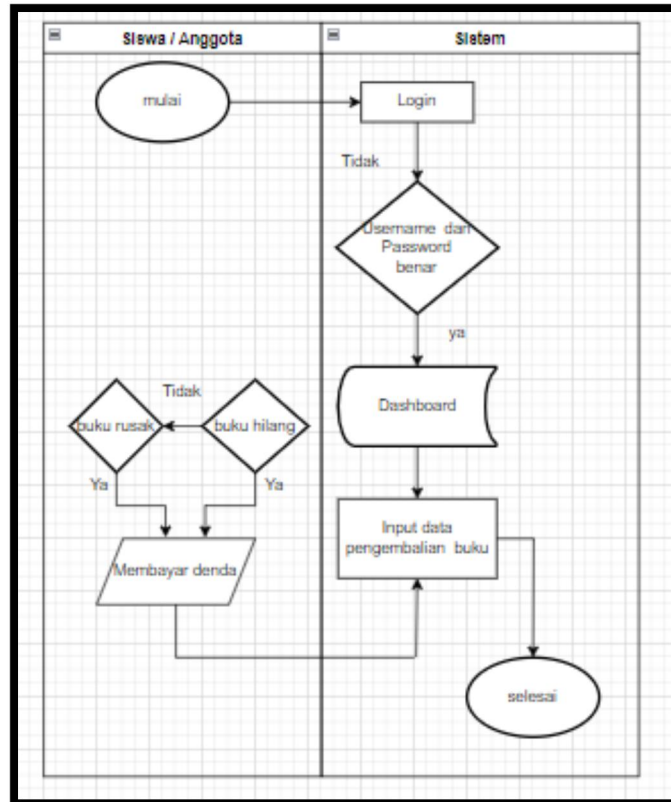 Siswa / Anggota
Sistem
mulai
Login
Tidak
Username dan
Password
benar
ya
Dashboard
Tidak
buku rusak
buku hilang
Ya
Ya
Input data
pengembalian buku
Membayar denda
selesai